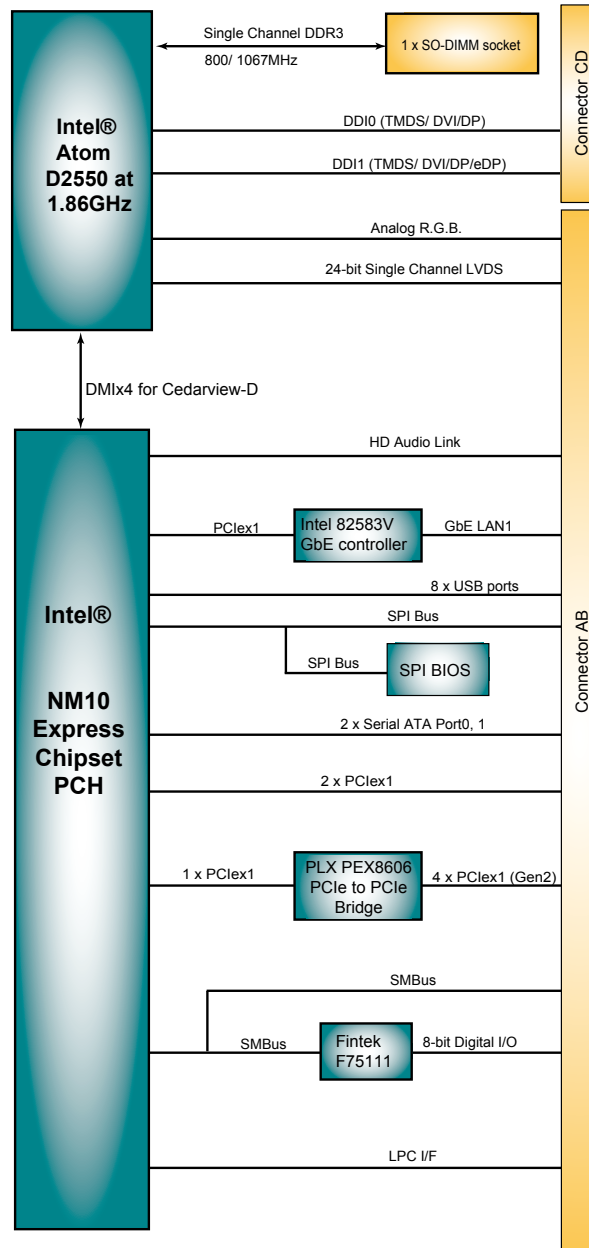 Single Channel DDR3
800/ 1067MHz
1 x SO-DIMM socket
Connector CD
Intel®
Atom
D2550 at
1.86GHz
DDI0 (TMDS/ DVI/DP)
DDI1 (TMDS/ DVI/DP/eDP)
Analog R.G.B.
24-bit Single Channel LVDS
DMIx4 for Cedarview-D
Connector AB
Intel®
NM10
Express
Chipset
PCH
HD Audio Link
PCIex1
Intel 82583V
GbE controller
GbE LAN1
8 x USB ports
SPI Bus
SPI Bus
SPI BIOS
2 x Serial ATA Port0, 1
2 x PCIex1
1 x PCIex1
PLX PEX8606
PCIe to PCIe
Bridge
4 x PCIex1 (Gen2)
SMBus
SMBus
Fintek
F75111
8-bit Digital I/O
LPC I/F